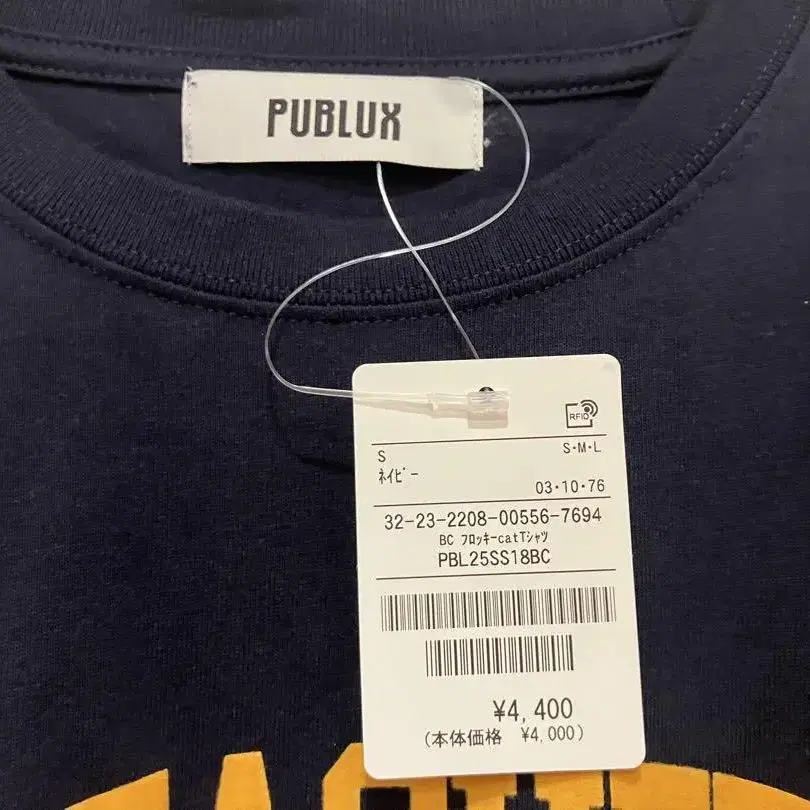 PUBLUX
RFID
S
S・M・L
ﾈｲﾋﾞｰ
03・10・76
32-23-2208-00556-7694
BC ﾌﾛｯｷｰcatTｼｬﾂ
PBL25SS18BC
¥4,400
(本体価格 ¥4,000)